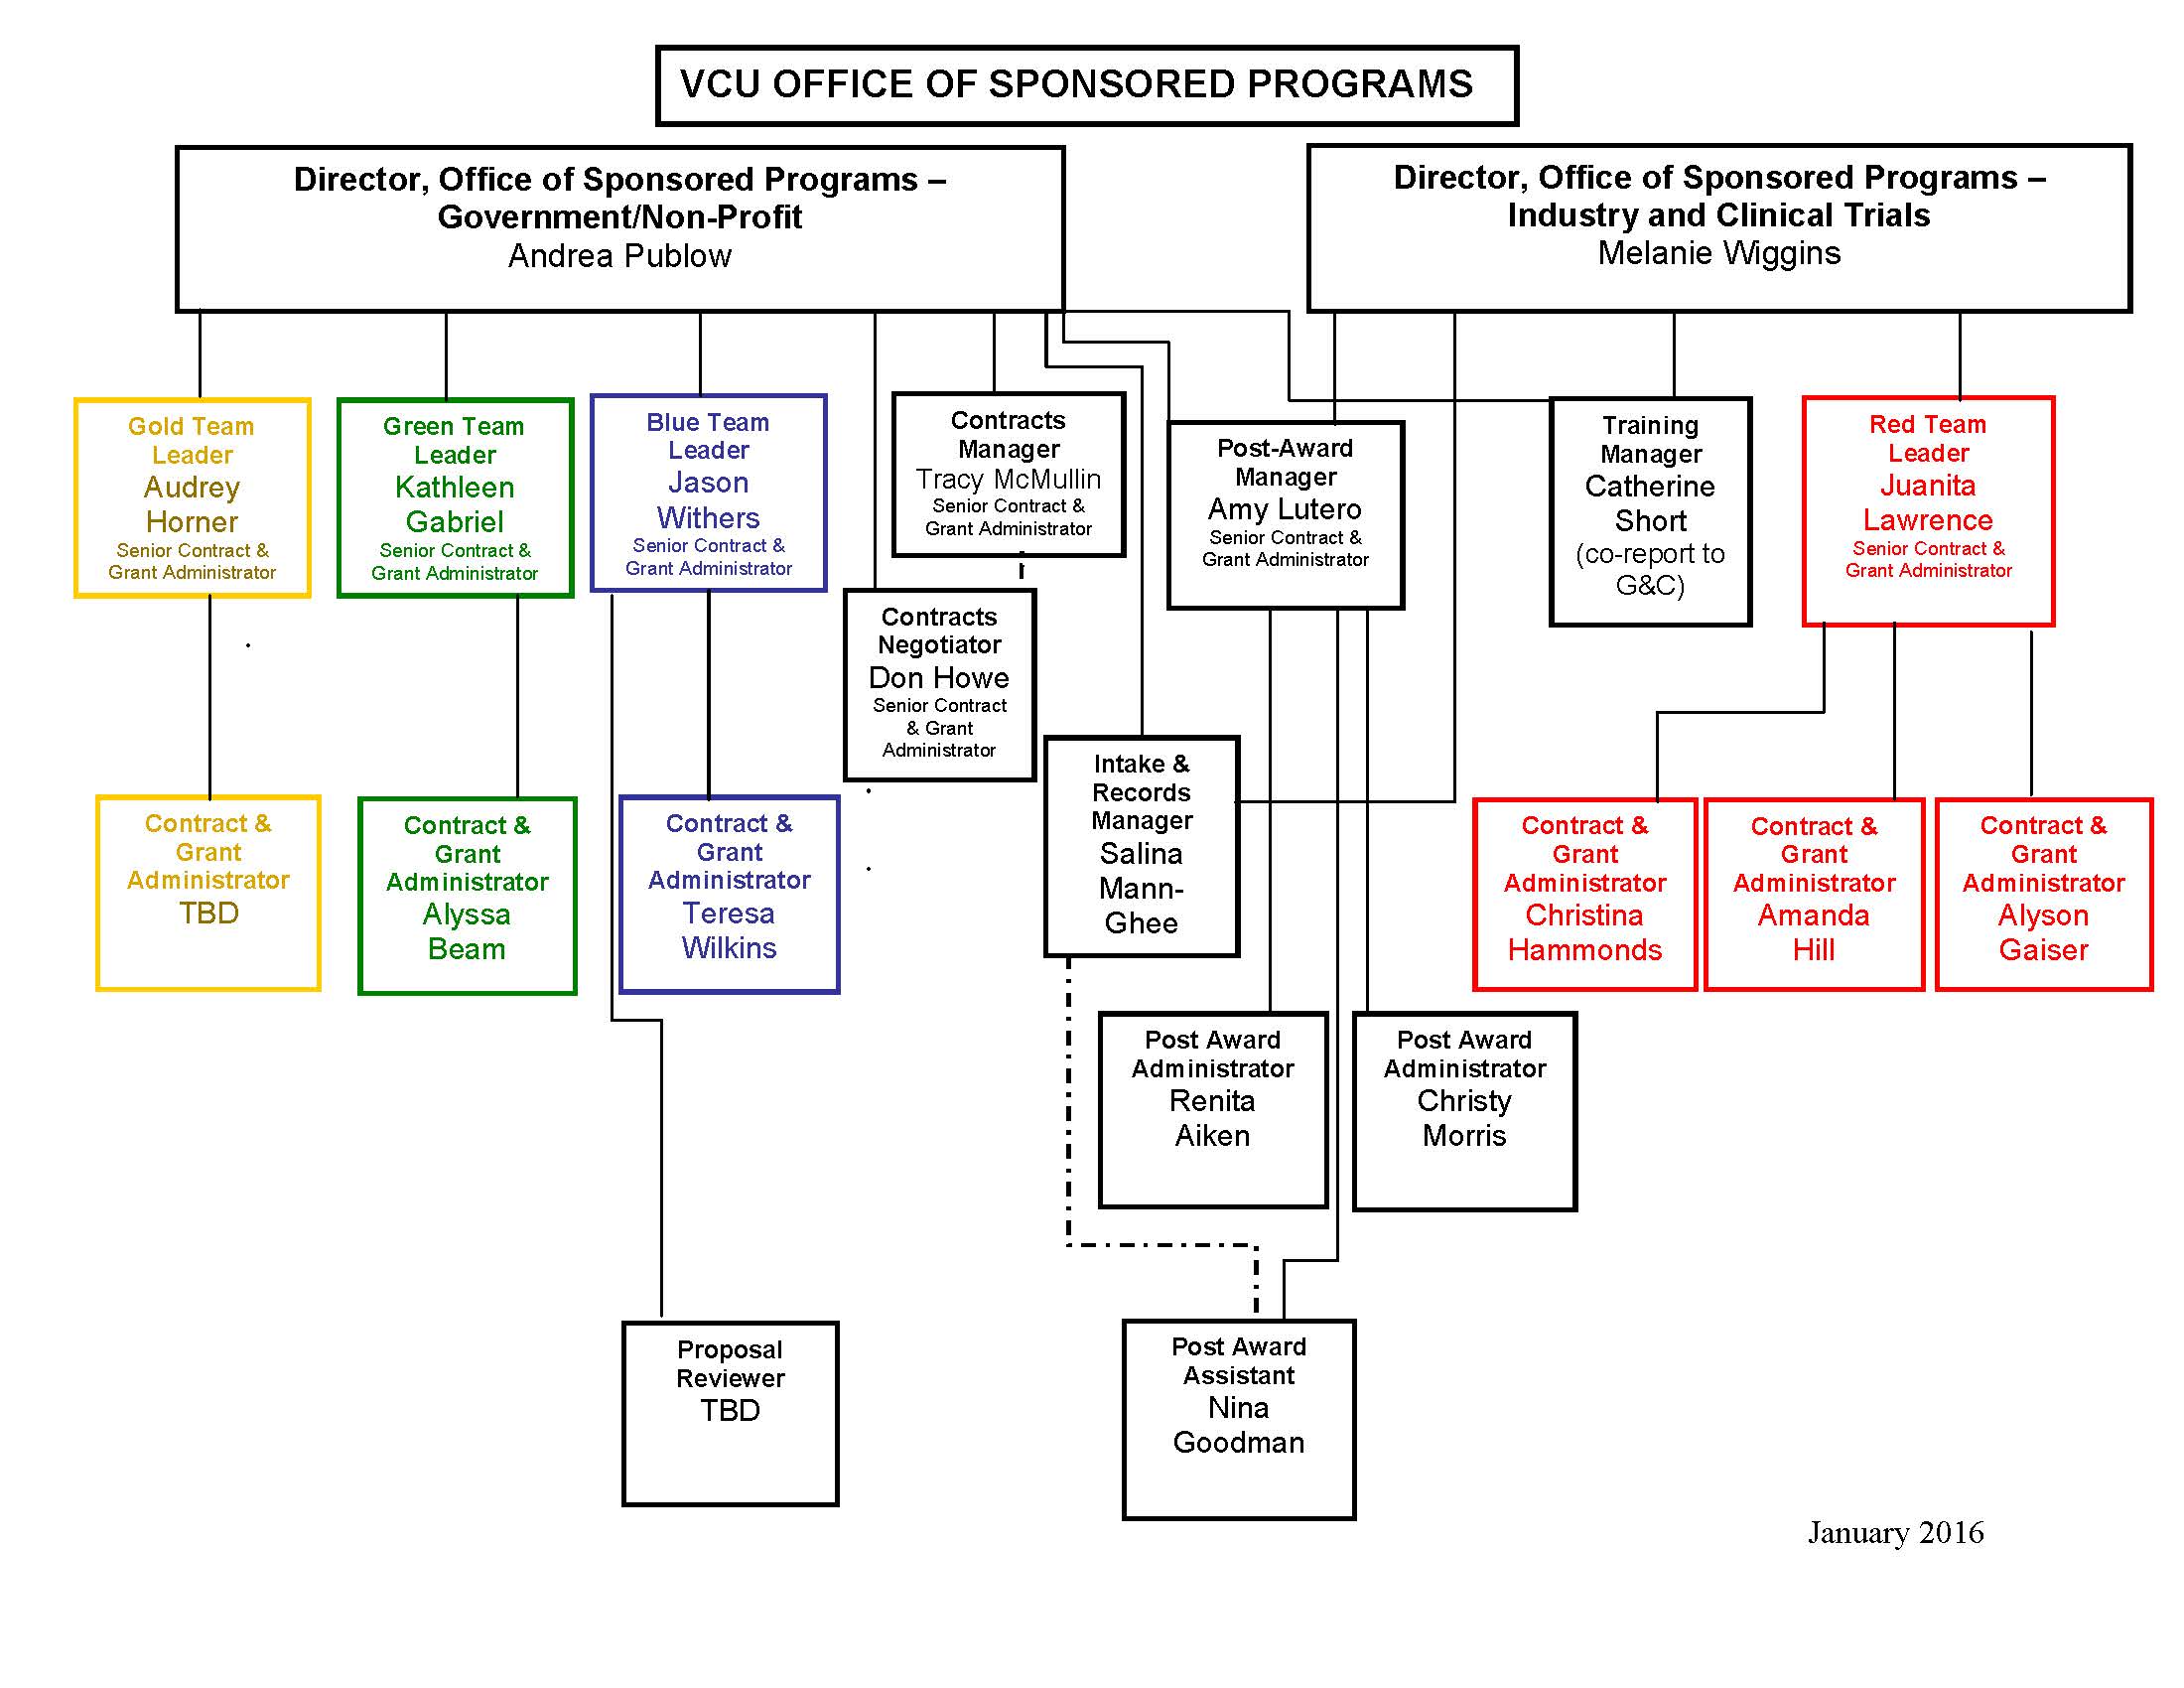 VCU OFFICE OF SPONSORED PROGRAMS
Director, Office of Sponsored Programs –
Government/Non-Profit
Andrea Publow
Director, Office of Sponsored Programs –
Industry and Clinical Trials
Melanie Wiggins
Gold Team
Leader
Audrey
Horner
Senior Contract &
Grant Administrator
Green Team
Leader
Kathleen
Gabriel
Senior Contract &
Grant Administrator
Blue Team
Leader
Jason
Withers
Senior Contract &
Grant Administrator
Contracts
Manager
Tracy McMullin
Senior Contract &
Grant Administrator
Post-Award
Manager
Amy Lutero
Senior Contract &
Grant Administrator
Training
Manager
Catherine
Short
(co-report to
G&C)
Red Team
Leader
Juanita
Lawrence
Senior Contract &
Grant Administrator
Contracts
Negotiator
Don Howe
Senior Contract
& Grant
Administrator
Intake &
Records
Manager
Salina
Mann-
Ghee
Contract &
Grant
Administrator
TBD
Contract &
Grant
Administrator
Alyssa
Beam
Contract &
Grant
Administrator
Teresa
Wilkins
Contract &
Grant
Administrator
Christina
Hammonds
Contract &
Grant
Administrator
Amanda
Hill
Contract &
Grant
Administrator
Alyson
Gaiser
Post Award
Administrator
Renita
Aiken
Post Award
Administrator
Christy
Morris
Proposal
Reviewer
TBD
Post Award
Assistant
Nina
Goodman
January 2016